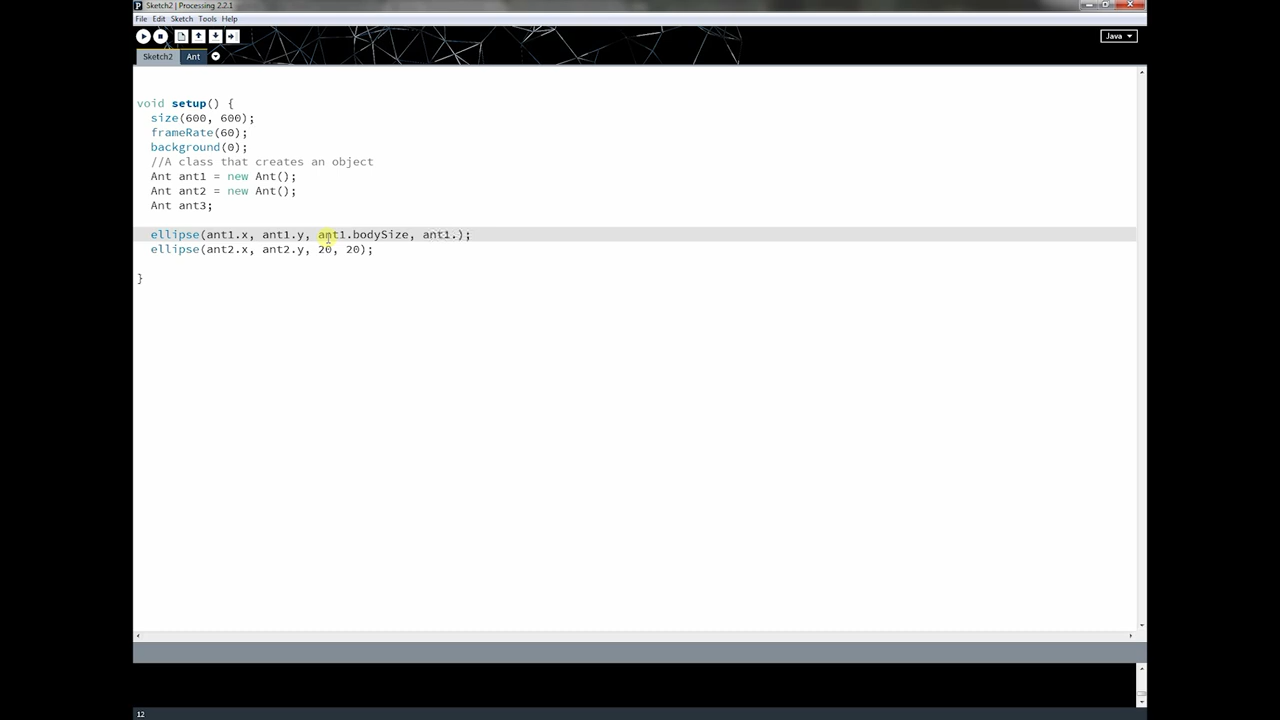 Sketch2 | Processing 2.2.1
File Edit Sketch Tools Help
Java
Sketch2 Ant
void setup() {
size(600, 600);
frameRate(60);
background(0);
//A class that creates an object
Ant ant1 = new Ant();
Ant ant2 = new Ant();
Ant ant3;
ellipse(ant1.x, ant1.y, ant1.bodySize, ant1.);
ellipse(ant2.x, ant2.y, 20, 20);
}
12